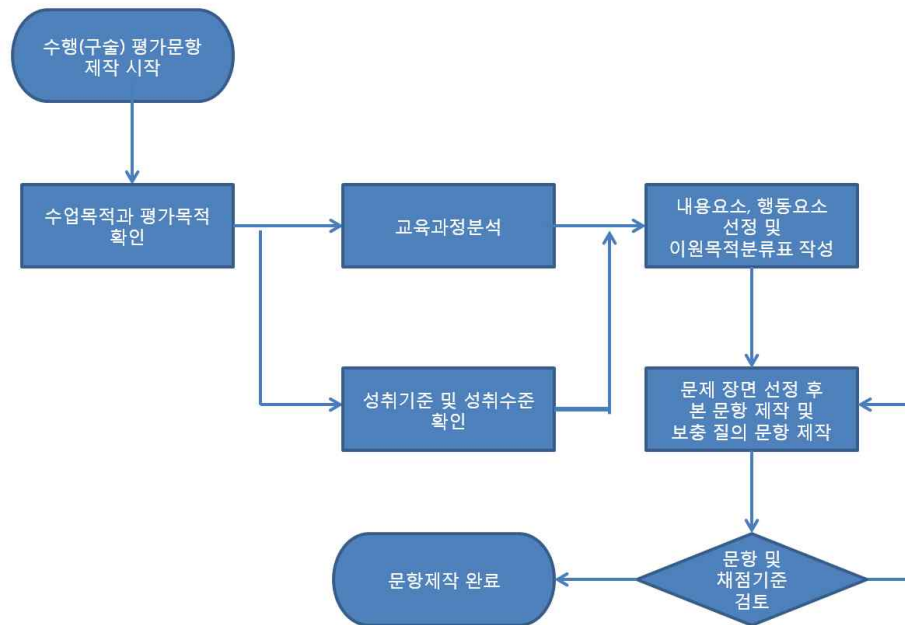 수행(구술) 평가문항
제작 시작
수업목적과 평가목적
확인
교육과정분석
내용요소, 행동요소
선정 및
이원목적분류표 작성
성취기준 및 성취수준
확인
문제 장면 선정 후
본 문항 제작 및
보충 질의 문항 제작
문항제작 완료
문항 및
채점기준
검토